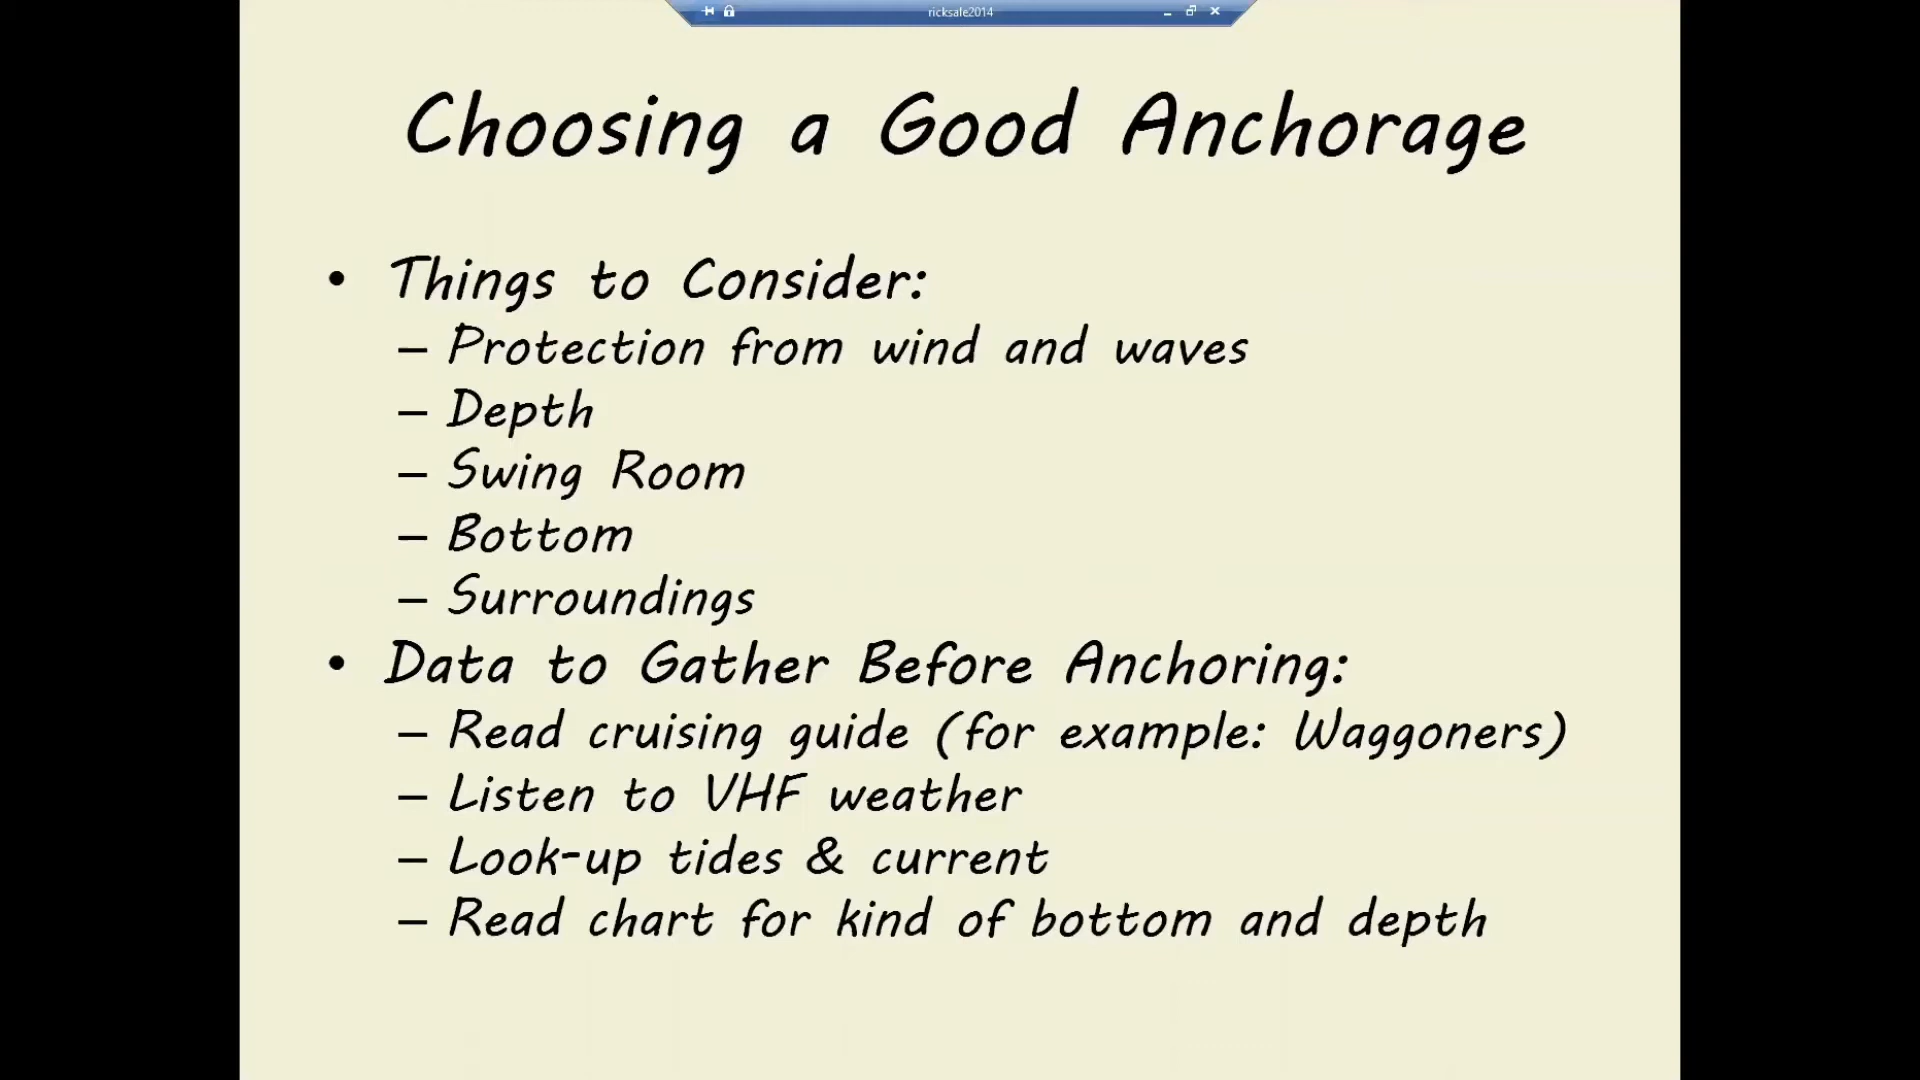 ricksale2014
Choosing a Good Anchorage
• Things to Consider:
– Protection from wind and waves
– Depth
– Swing Room
– Bottom
– Surroundings
• Data to Gather Before Anchoring:
– Read cruising guide (for example: Waggoners)
– Listen to VHF weather
– Look-up tides & current
– Read chart for kind of bottom and depth